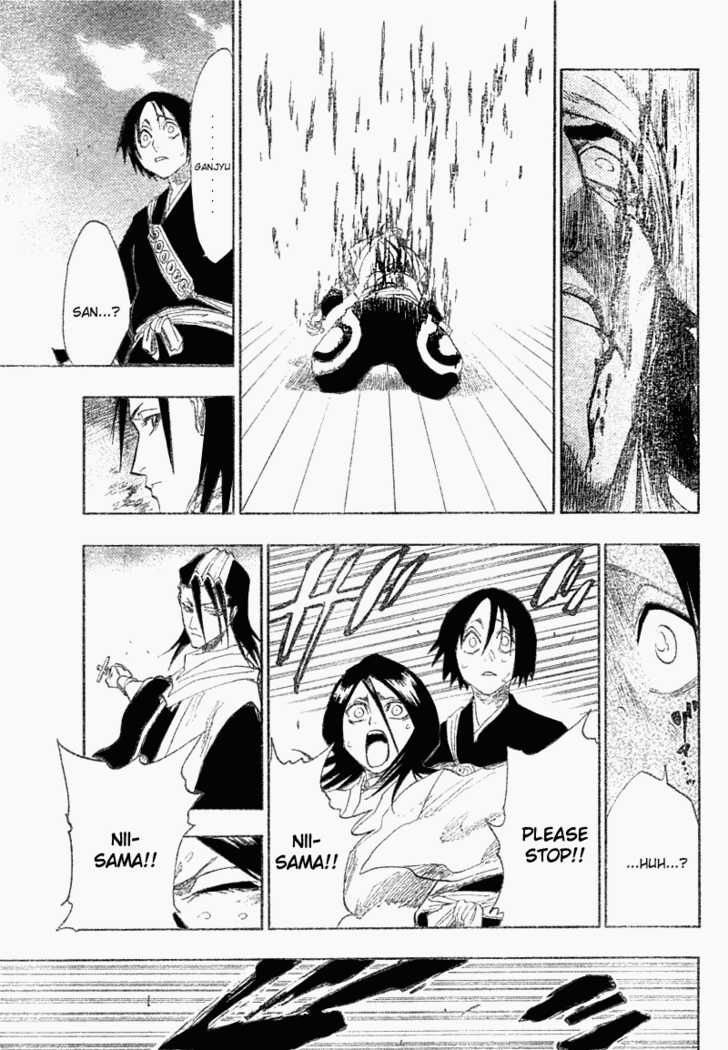 .......
GANJYU
.......
SAN...?
...HUH...?
PLEASE
STOP!!
NII-
SAMA!!
NII-
SAMA!!